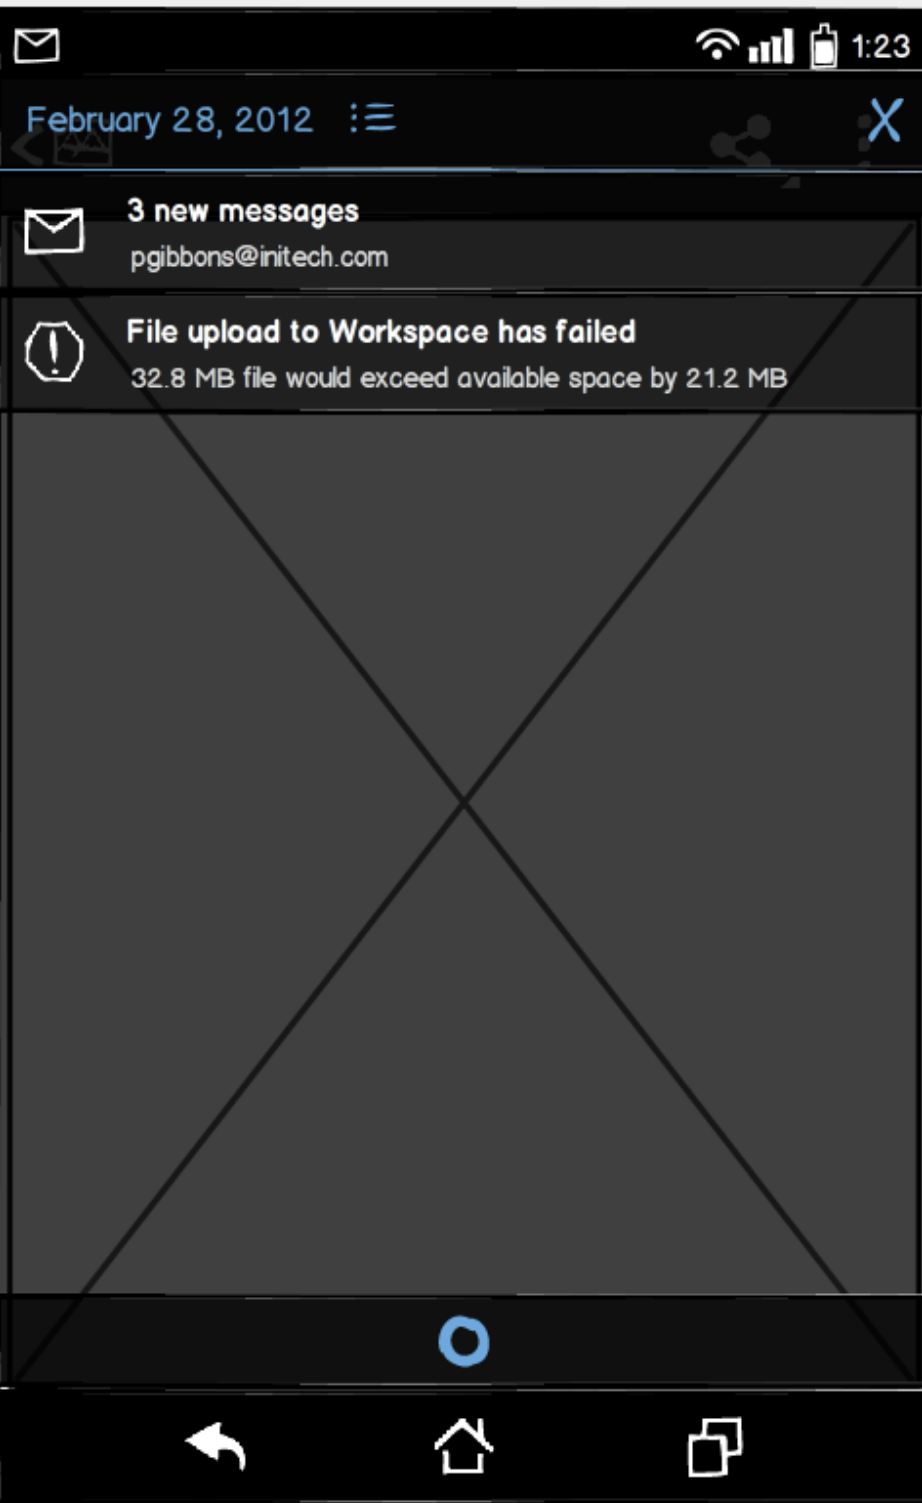 1:23
February 28, 2012
3 new messages
pgibbons@initech.com
File upload to Workspace has failed
32.8 MB file would exceed available space by 21.2 MB